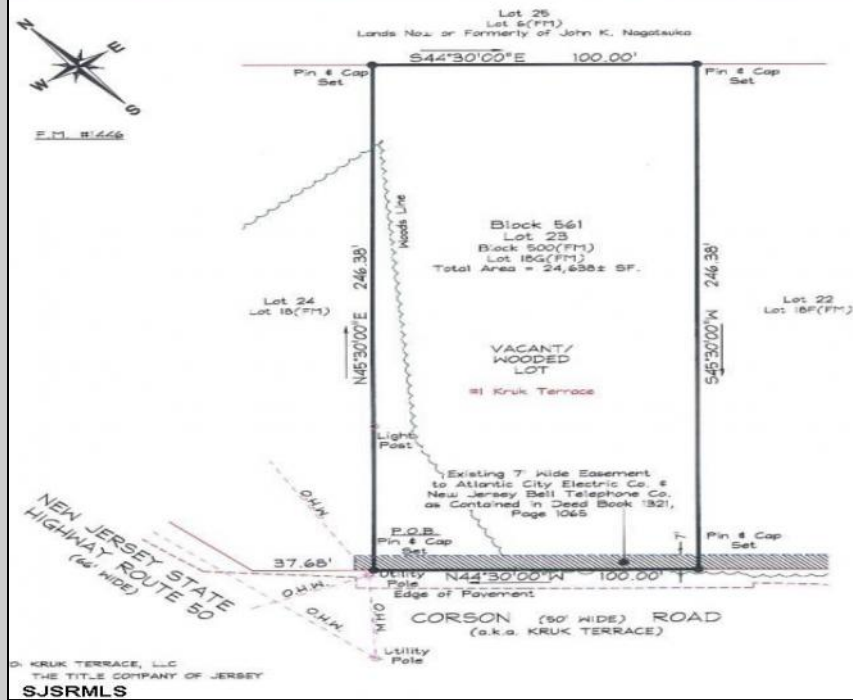 Lot 25
Lot 6(FM)
Lands Now or Formerly of John K. Nagatsuka
S44°30'00"E 100.00'
Pin & Cap
Set
Pin & Cap
Set
N
E
W
S
F.M. #1446
Woods Line
Block 561
Lot 23
Block 500(FM)
Lot 18G(FM)
Total Area = 24,638± SF.
N45°30'00"E 246.38'
S45°30'00"W 246.38'
Lot 24
Lot 18(FM)
Lot 22
Lot 18F(FM)
VACANT/
WOODED
LOT
#1 Kruk Terrace
Light
Post
Existing 7' Wide Easement
to Atlantic City Electric Co. &
New Jersey Bell Telephone Co.
as Contained in Deed Book 1321,
Page 1065
O.H.W.
NEW JERSEY STATE
HIGHWAY ROUTE 50
(66' WIDE)
P.O.B.
Pin & Cap
Set
7'
Pin & Cap
Set
37.68'
Utility
Pole
N44°30'00"W 100.00'
Edge of Pavement
O.H.W.
O.H.W.
OHW
CORSON (50' WIDE) ROAD
(a.k.a. KRUK TERRACE)
Utility
Pole
KRUK TERRACE, LLC
THE TITLE COMPANY OF JERSEY
SJSRMLS